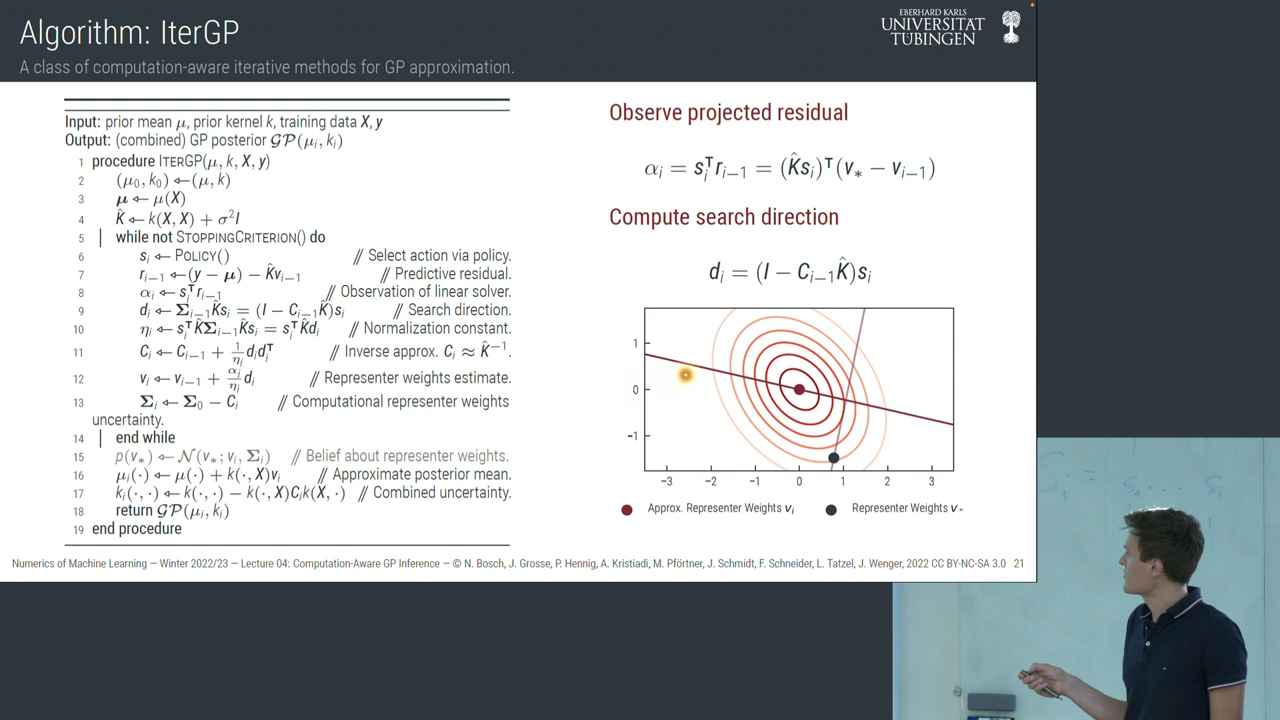 Algorithm: IterGP
A class of computation-aware iterative methods for GP approximation.
EBERHARD KARLS
UNIVERSITÄT
TÜBINGEN
Input: prior mean μ, prior kernel k, training data X, y
Output: (combined) GP posterior 𝒢𝒫(μᵢ, kᵢ)
1 procedure IterGP(μ, k, X, y)
2 (μ₀, k₀) ← (μ, k)
3 μ ← μ(X)
4 K̂ ← k(X, X) + σ²I
5 while not StoppingCriterion() do
6 sᵢ ← Policy() // Select action via policy.
7 rᵢ₋₁ ← (y − μ) − K̂vᵢ₋₁ // Predictive residual.
8 αᵢ ← sᵢᵀrᵢ₋₁ // Observation of linear solver.
9 dᵢ ← Σᵢ₋₁K̂sᵢ = (I − Cᵢ₋₁K̂)sᵢ // Search direction.
10 ηᵢ ← sᵢᵀK̂Σᵢ₋₁K̂sᵢ = sᵢᵀK̂dᵢ // Normalization constant.
11 Cᵢ ← Cᵢ₋₁ + 1/ηᵢ dᵢdᵢᵀ // Inverse approx. Cᵢ ≈ K̂⁻¹.
12 vᵢ ← vᵢ₋₁ + αᵢ/ηᵢ dᵢ // Representer weights estimate.
13 Σᵢ ← Σ₀ − Cᵢ // Computational representer weights
uncertainty.
14 end while
15 p(v∗) ← 𝒩(v∗; vᵢ, Σᵢ) // Belief about representer weights.
16 μᵢ(·) ← μ(·) + k(·, X)vᵢ // Approximate posterior mean.
17 kᵢ(·, ·) ← k(·, ·) − k(·, X)Cᵢk(X, ·) // Combined uncertainty.
18 return 𝒢𝒫(μᵢ, kᵢ)
19 end procedure
Observe projected residual
αᵢ = sᵢᵀrᵢ₋₁ = (K̂sᵢ)ᵀ(v∗ − vᵢ₋₁)
Compute search direction
dᵢ = (I − Cᵢ₋₁K̂)sᵢ
1
0
−1
−3 −2 −1 0 1 2 3
Approx. Representer Weights vᵢ Representer Weights v∗
Numerics of Machine Learning — Winter 2022/23 — Lecture 04: Computation-Aware GP Inference — © N. Bosch, J. Grosse, P. Hennig, A. Kristiadi, M. Pförtner, J. Schmidt, F. Schneider, L. Tatzel, J. Wenger, 2022 CC BY-NC-SA 3.0 21